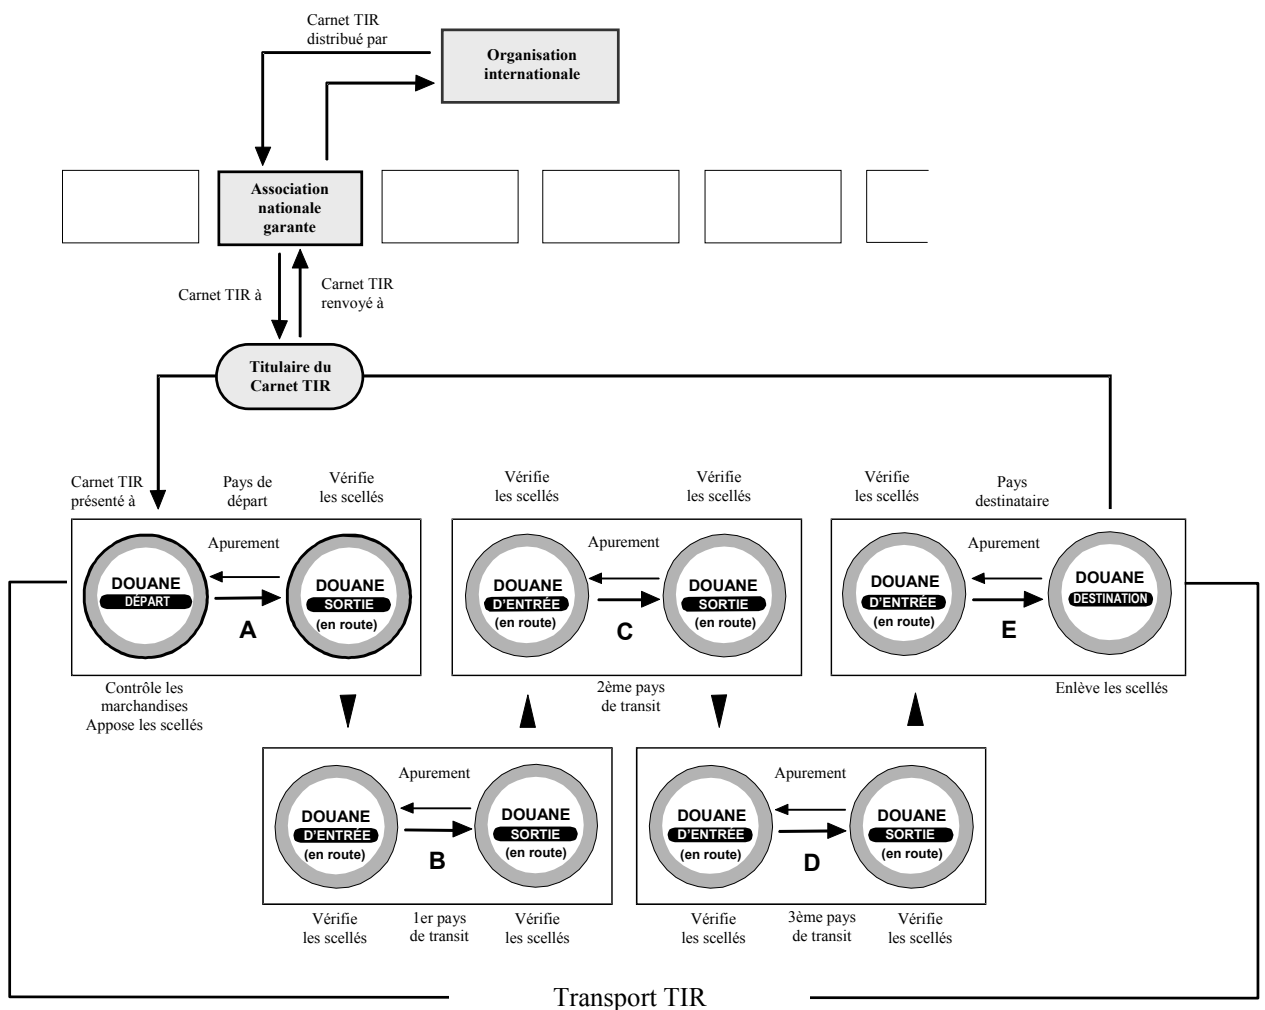 Carnet TIR
distribué par
Organisation
internationale
Association
nationale
garante
Carnet TIR à
Carnet TIR
renvoyé à
Titulaire du
Carnet TIR
Carnet TIR
présenté à
Pays de
départ
Vérifie
les scellés
Vérifie
les scellés
Vérifie
les scellés
Vérifie
les scellés
Pays
destinataire
DOUANE
DÉPART
Apurement
A
DOUANE
SORTIE
(en route)
DOUANE
D'ENTRÉE
(en route)
Apurement
C
DOUANE
SORTIE
(en route)
DOUANE
D'ENTRÉE
(en route)
Apurement
E
DOUANE
DESTINATION
Contrôle les
marchandises
Appose les scellés
2ème pays
de transit
Enlève les scellés
DOUANE
D'ENTRÉE
(en route)
Apurement
B
DOUANE
SORTIE
(en route)
DOUANE
D'ENTRÉE
(en route)
Apurement
D
DOUANE
SORTIE
(en route)
Vérifie
les scellés
1er pays
de transit
Vérifie
les scellés
Vérifie
les scellés
3ème pays
de transit
Vérifie
les scellés
Transport TIR